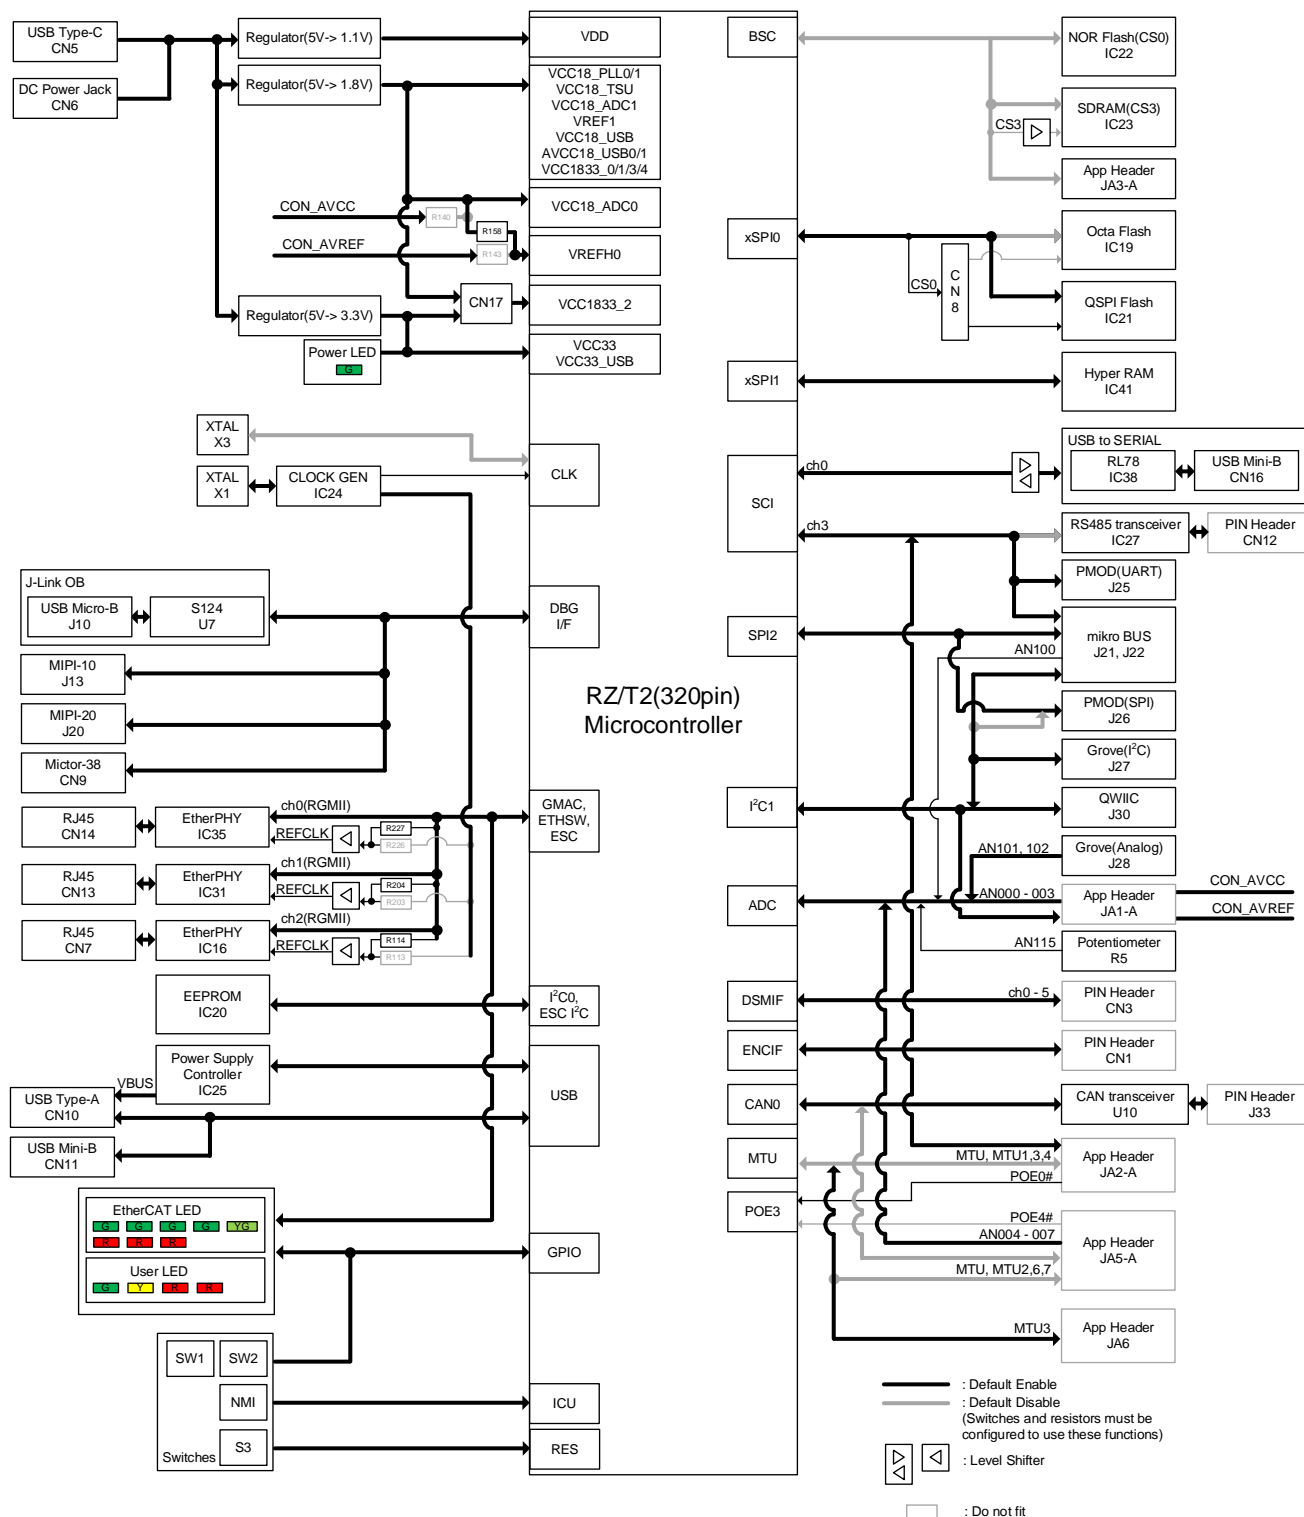 USB Type-C
CN5
DC Power Jack
CN6
Regulator(5V-> 1.1V)
Regulator(5V-> 1.8V)
Regulator(5V-> 3.3V)
Power LED
G
CON_AVCC
CON_AVREF
R140
R158
R143
CN17
VDD
VCC18_PLL0/1
VCC18_TSU
VCC18_ADC1
VREF1
VCC18_USB
AVCC18_USB0/1
VCC1833_0/1/3/4
VCC18_ADC0
VREFH0
VCC1833_2
VCC33
VCC33_USB
XTAL
X3
XTAL
X1
CLOCK GEN
IC24
CLK
J-Link OB
USB Micro-B
J10
S124
U7
DBG
I/F
MIPI-10
J13
MIPI-20
J20
Mictor-38
CN9
RJ45
CN14
EtherPHY
IC35
ch0(RGMII)
REFCLK
R227
R226
GMAC,
ETHSW,
ESC
RJ45
CN13
EtherPHY
IC31
ch1(RGMII)
REFCLK
R204
R203
RJ45
CN7
EtherPHY
IC16
ch2(RGMII)
REFCLK
R114
R113
EEPROM
IC20
I²C0,
ESC I²C
Power Supply
Controller
IC25
VBUS
USB Type-A
CN10
USB Mini-B
CN11
USB
EtherCAT LED
G G G G YG
R R R
User LED
G Y R R
GPIO
SW1 SW2
NMI
S3
Switches
ICU
RES
RZ/T2(320pin)
Microcontroller
BSC
NOR Flash(CS0)
IC22
SDRAM(CS3)
IC23
CS3
App Header
JA3-A
xSPI0
Octa Flash
IC19
CS0
C
N
8
QSPI Flash
IC21
xSPI1
Hyper RAM
IC41
SCI
ch0
USB to SERIAL
RL78
IC38
USB Mini-B
CN16
ch3
RS485 transceiver
IC27
PIN Header
CN12
PMOD(UART)
J25
SPI2
mikro BUS
J21, J22
AN100
PMOD(SPI)
J26
Grove(I²C)
J27
I²C1
QWIIC
J30
AN101, 102
Grove(Analog)
J28
ADC
AN000 - 003
App Header
JA1-A
CON_AVCC
CON_AVREF
AN115
Potentiometer
R5
DSMIF
ch0 - 5
PIN Header
CN3
ENCIF
PIN Header
CN1
CAN0
CAN transceiver
U10
PIN Header
J33
MTU
MTU, MTU1,3,4
POE0#
App Header
JA2-A
POE3
POE4#
AN004 - 007
MTU, MTU2,6,7
App Header
JA5-A
MTU3
App Header
JA6
: Default Enable
: Default Disable
(Switches and resistors must be
configured to use these functions)
: Level Shifter
: Do not fit